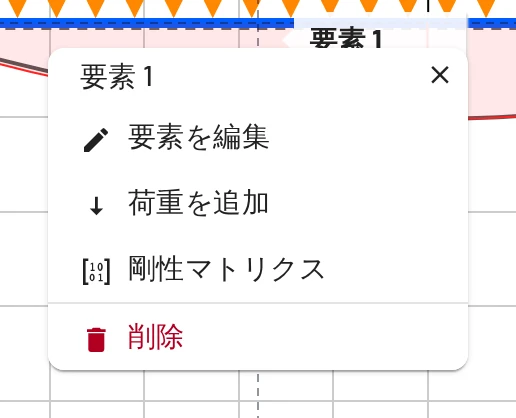 要素 1
要素 1
要素を編集
荷重を追加
剛性マトリクス
削除